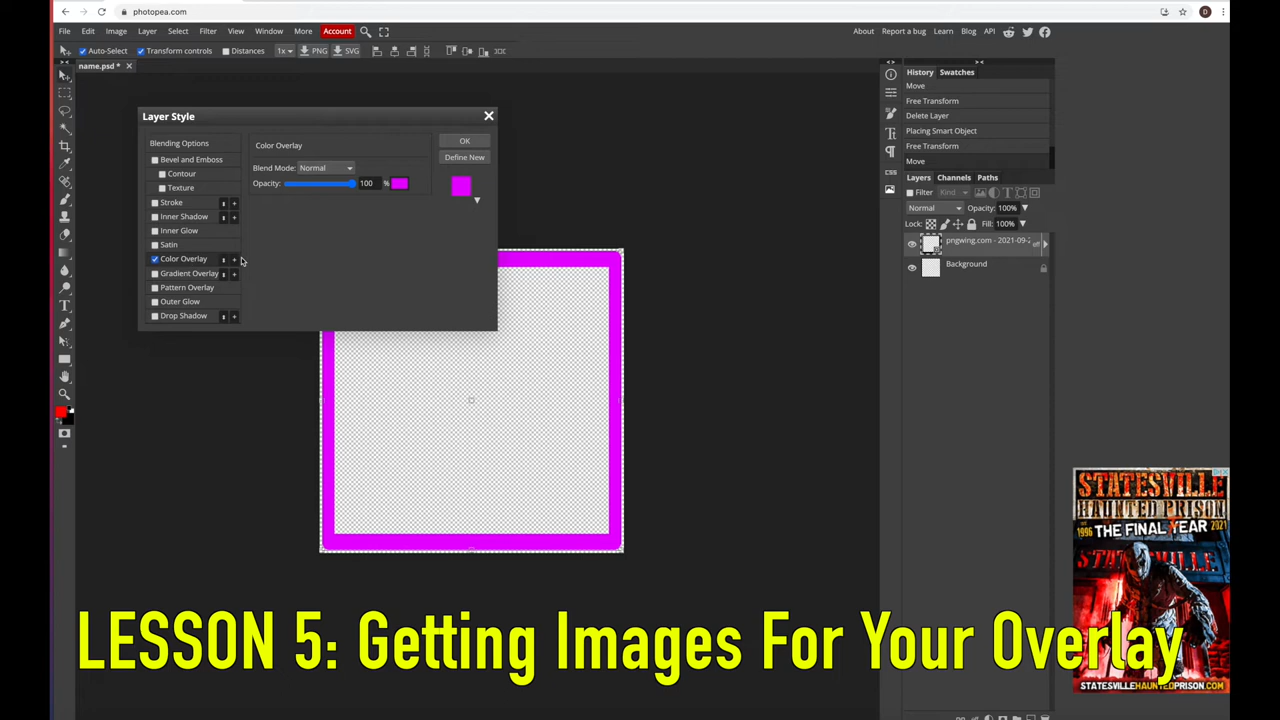 photopea.com
D
File Edit Image Layer Select Filter View Window More Account
About Report a bug Learn Blog API
Auto-Select Transform controls Distances 1x PNG SVG
name.psd *
Layer Style
Blending Options
Bevel and Emboss
Contour
Texture
Stroke
Inner Shadow
Inner Glow
Satin
Color Overlay
Gradient Overlay
Pattern Overlay
Outer Glow
Drop Shadow
Color Overlay
Blend Mode: Normal
Opacity: 100 %
OK
Define New
History Swatches
Move
Free Transform
Delete Layer
Placing Smart Object
Free Transform
Move
Layers Channels Paths
Filter Kind
Normal Opacity: 100%
Lock: Fill: 100%
pngwing.com - 2021-09-2
eff
Background
CSS
STATESVILLE
HAUNTED PRISON
1996 THE FINAL YEAR 2021
STATESVILLEHAUNTEDPRISON.COM
LESSON 5: Getting Images For Your Overlay